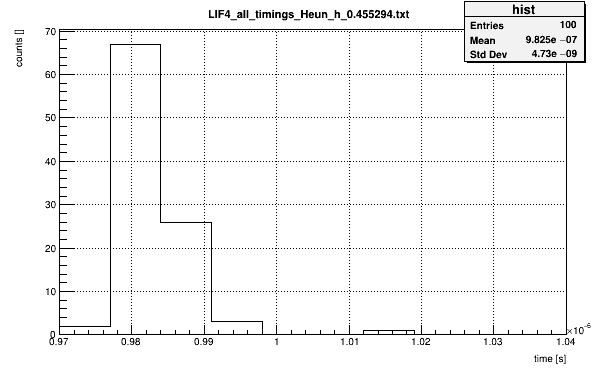 LIF4_all_timings_Heun_h_0.455294.txt
hist
Entries 100
Mean 9.825e −07
Std Dev 4.73e −09
counts []
70
60
50
40
30
20
10
0
0.97 0.98 0.99 1 1.01 1.02 1.03 1.04
×10⁻⁶
time [s]